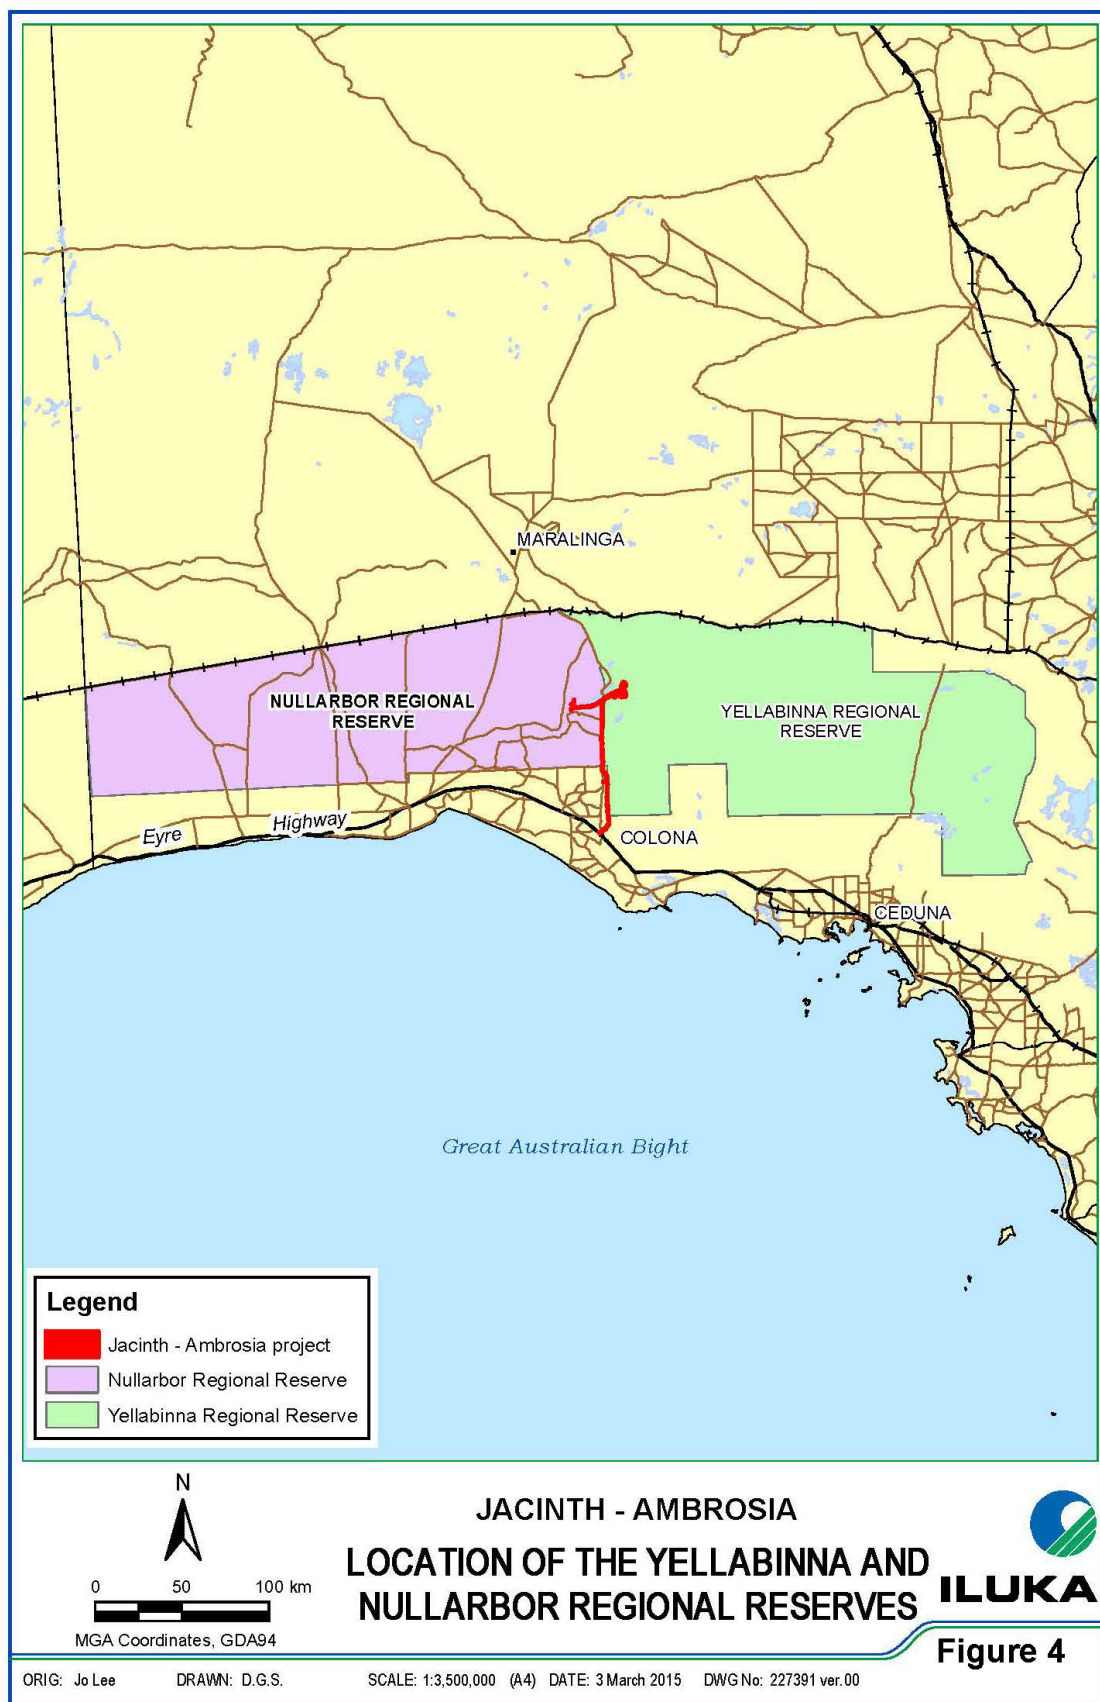 MARALINGA
NULLARBOR REGIONAL
RESERVE
YELLABINNA REGIONAL
RESERVE
Eyre Highway
COLONA
CEDUNA
Great Australian Bight
Legend
Jacinth - Ambrosia project
Nullarbor Regional Reserve
Yellabinna Regional Reserve
N
0 50 100 km
MGA Coordinates, GDA94
JACINTH - AMBROSIA
LOCATION OF THE YELLABINNA AND
NULLARBOR REGIONAL RESERVES
ILUKA
Figure 4
ORIG: Jo Lee DRAWN: D.G.S. SCALE: 1:3,500,000 (A4) DATE: 3 March 2015 DWG No: 227391 ver.00